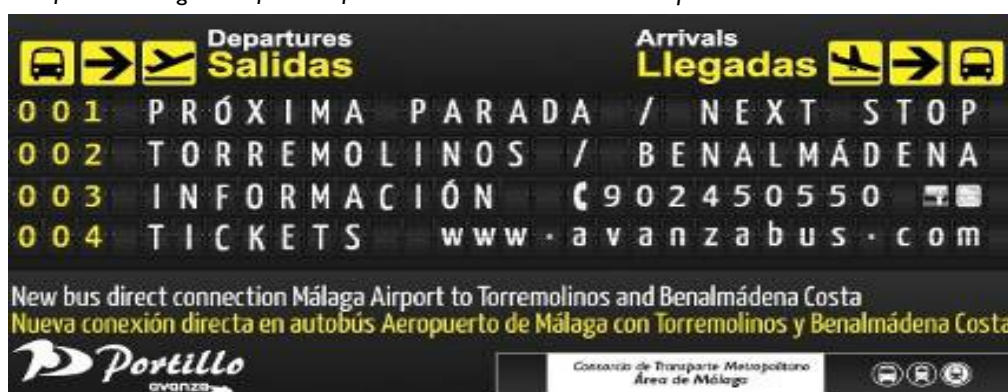 Departures Arrivals
Salidas Llegadas
001 PRÓXIMA PARADA / NEXT STOP
002 TORREMOLINOS / BENALMÁDENA
003 INFORMACIÓN 902450550
004 TICKETS www.avanzabus.com
New bus direct connection Málaga Airport to Torremolinos and Benalmádena Costa
Nueva conexión directa en autobús Aeropuerto de Málaga con Torremolinos y Benalmádena Costa
Portillo
avanza
Consorcio de Transporte Metropolitano
Área de Málaga